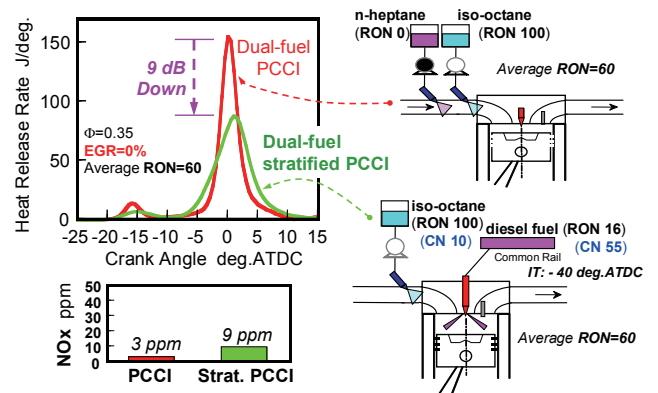 Heat Release Rate J/deg.
150
100
50
0
9 dB
Down
Dual-fuel
PCCI
Φ=0.35
EGR=0%
Average RON=60
Dual-fuel
stratified PCCI
-25 -20 -15 -10 -5 0 5 10 15
Crank Angle deg.ATDC
NOx ppm
50
40
30
20
10
0
3 ppm
9 ppm
PCCI
Strat. PCCI
n-heptane
(RON 0)
iso-octane
(RON 100)
Average RON=60
iso-octane
(RON 100)
(CN 10)
diesel fuel (RON 16)
(CN 55)
Common Rail
IT: - 40 deg.ATDC
Average RON=60